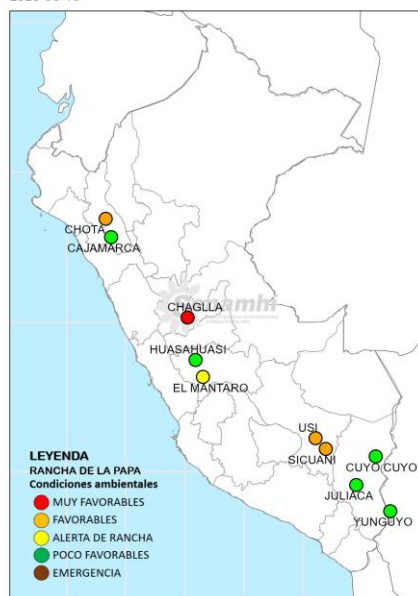 CHOTA
CAJAMARCA
CHAGLLA
HUASAHUASI
EL MANTARO
USI
SICUANI
CUYO CUYO
JULIACA
YUNGUYO
LEYENDA
RANCHA DE LA PAPA
Condiciones ambientales
MUY FAVORABLES
FAVORABLES
ALERTA DE RANCHA
POCO FAVORABLES
EMERGENCIA